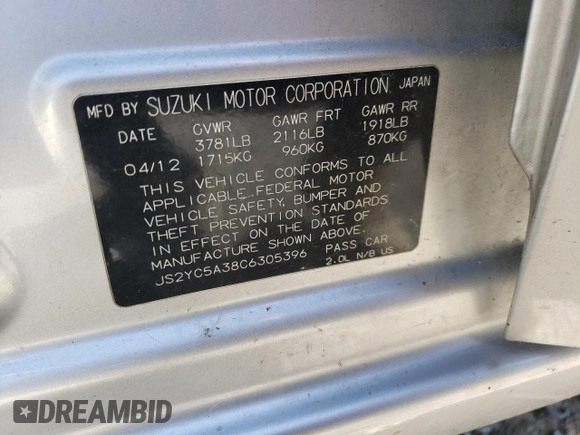 MFD BY SUZUKI MOTOR CORPORATION, JAPAN
DATE GVWR GAWR FRT GAWR RR
3781LB 2116LB 1918LB
04/12 1715KG 960KG 870KG
THIS VEHICLE CONFORMS TO ALL
APPLICABLE FEDERAL MOTOR
VEHICLE SAFETY, BUMPER AND
THEFT PREVENTION STANDARDS
IN EFFECT ON THE DATE OF
MANUFACTURE SHOWN ABOVE.
JS2YC5A38C6305396 PASS CAR
2.0L N/B US
DREAMBID